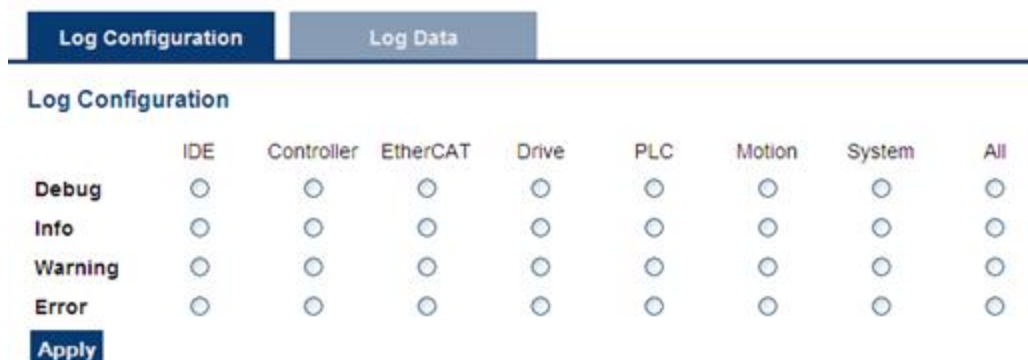 Log Configuration Log Data
Log Configuration
IDE Controller EtherCAT Drive PLC Motion System All
Debug
Info
Warning
Error
Apply